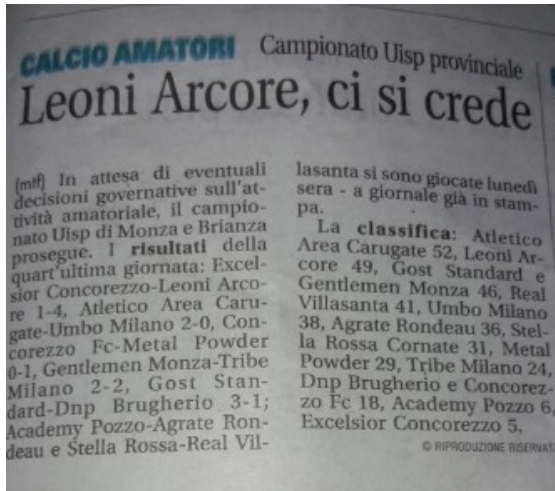 CALCIO AMATORI Campionato Uisp provinciale
Leoni Arcore, ci si crede
(mtf) In attesa di eventuali
decisioni governative sull'at-
tività amatoriale, il campio-
nato Uisp di Monza e Brianza
prosegue. I risultati della
quart'ultima giornata: Excel-
sior Concorezzo-Leoni Arco-
re 1-4, Atletico Area Caru-
gate-Umbo Milano 2-0, Con-
corezzo Fc-Metal Powder
0-1, Gentlemen Monza-Tribe
Milano 2-2, Gost Stan-
dard-Dnp Brugherio 3-1;
Academy Pozzo-Agrate Ron-
deau e Stella Rossa-Real Vil-
lasanta si sono giocate lunedì
sera - a giornale già in stam-
pa.
La classifica: Atletico
Area Carugate 52, Leoni Ar-
core 49, Gost Standard e
Gentlemen Monza 46, Real
Villasanta 41, Umbo Milano
38, Agrate Rondeau 36, Stel-
la Rossa Cornate 31, Metal
Powder 29, Tribe Milano 24,
Dnp Brugherio e Concorez-
zo Fc 18, Academy Pozzo 6,
Excelsior Concorezzo 5.
© RIPRODUZIONE RISERVATA